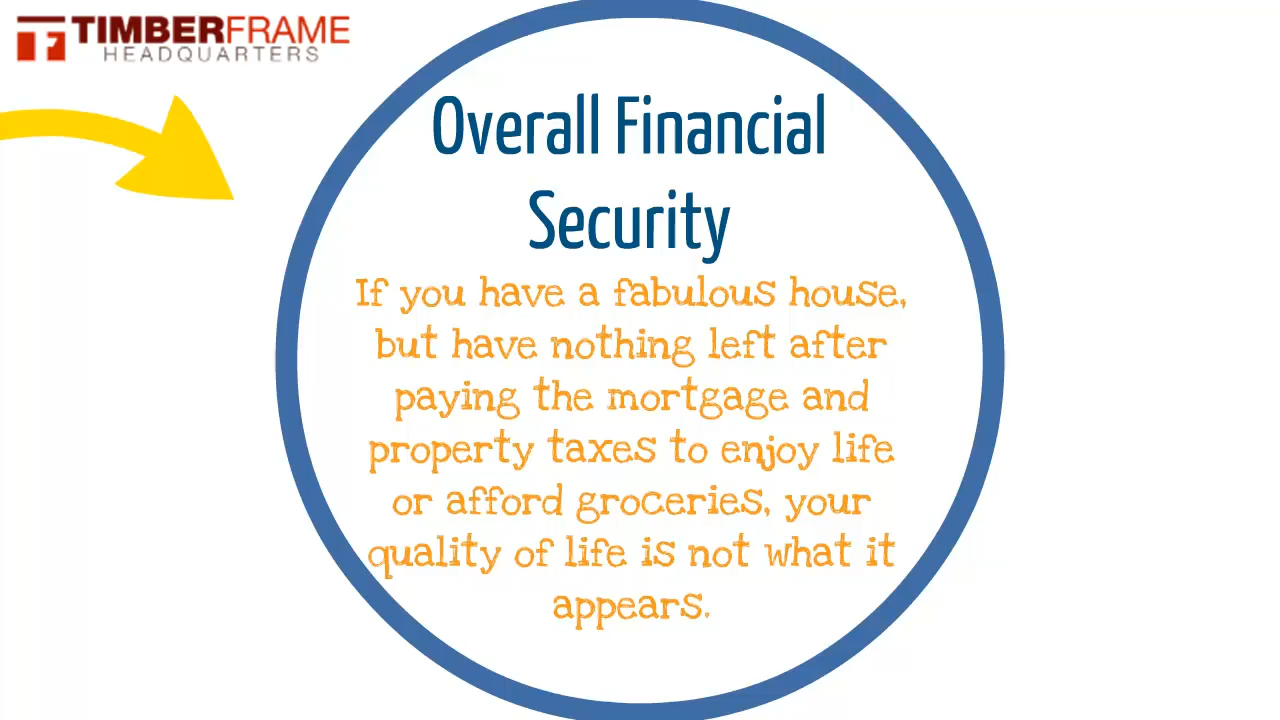 TIMBERFRAME
HEADQUARTERS
Overall Financial
Security
If you have a fabulous house,
but have nothing left after
paying the mortgage and
property taxes to enjoy life
or afford groceries, your
quality of life is not what it
appears.